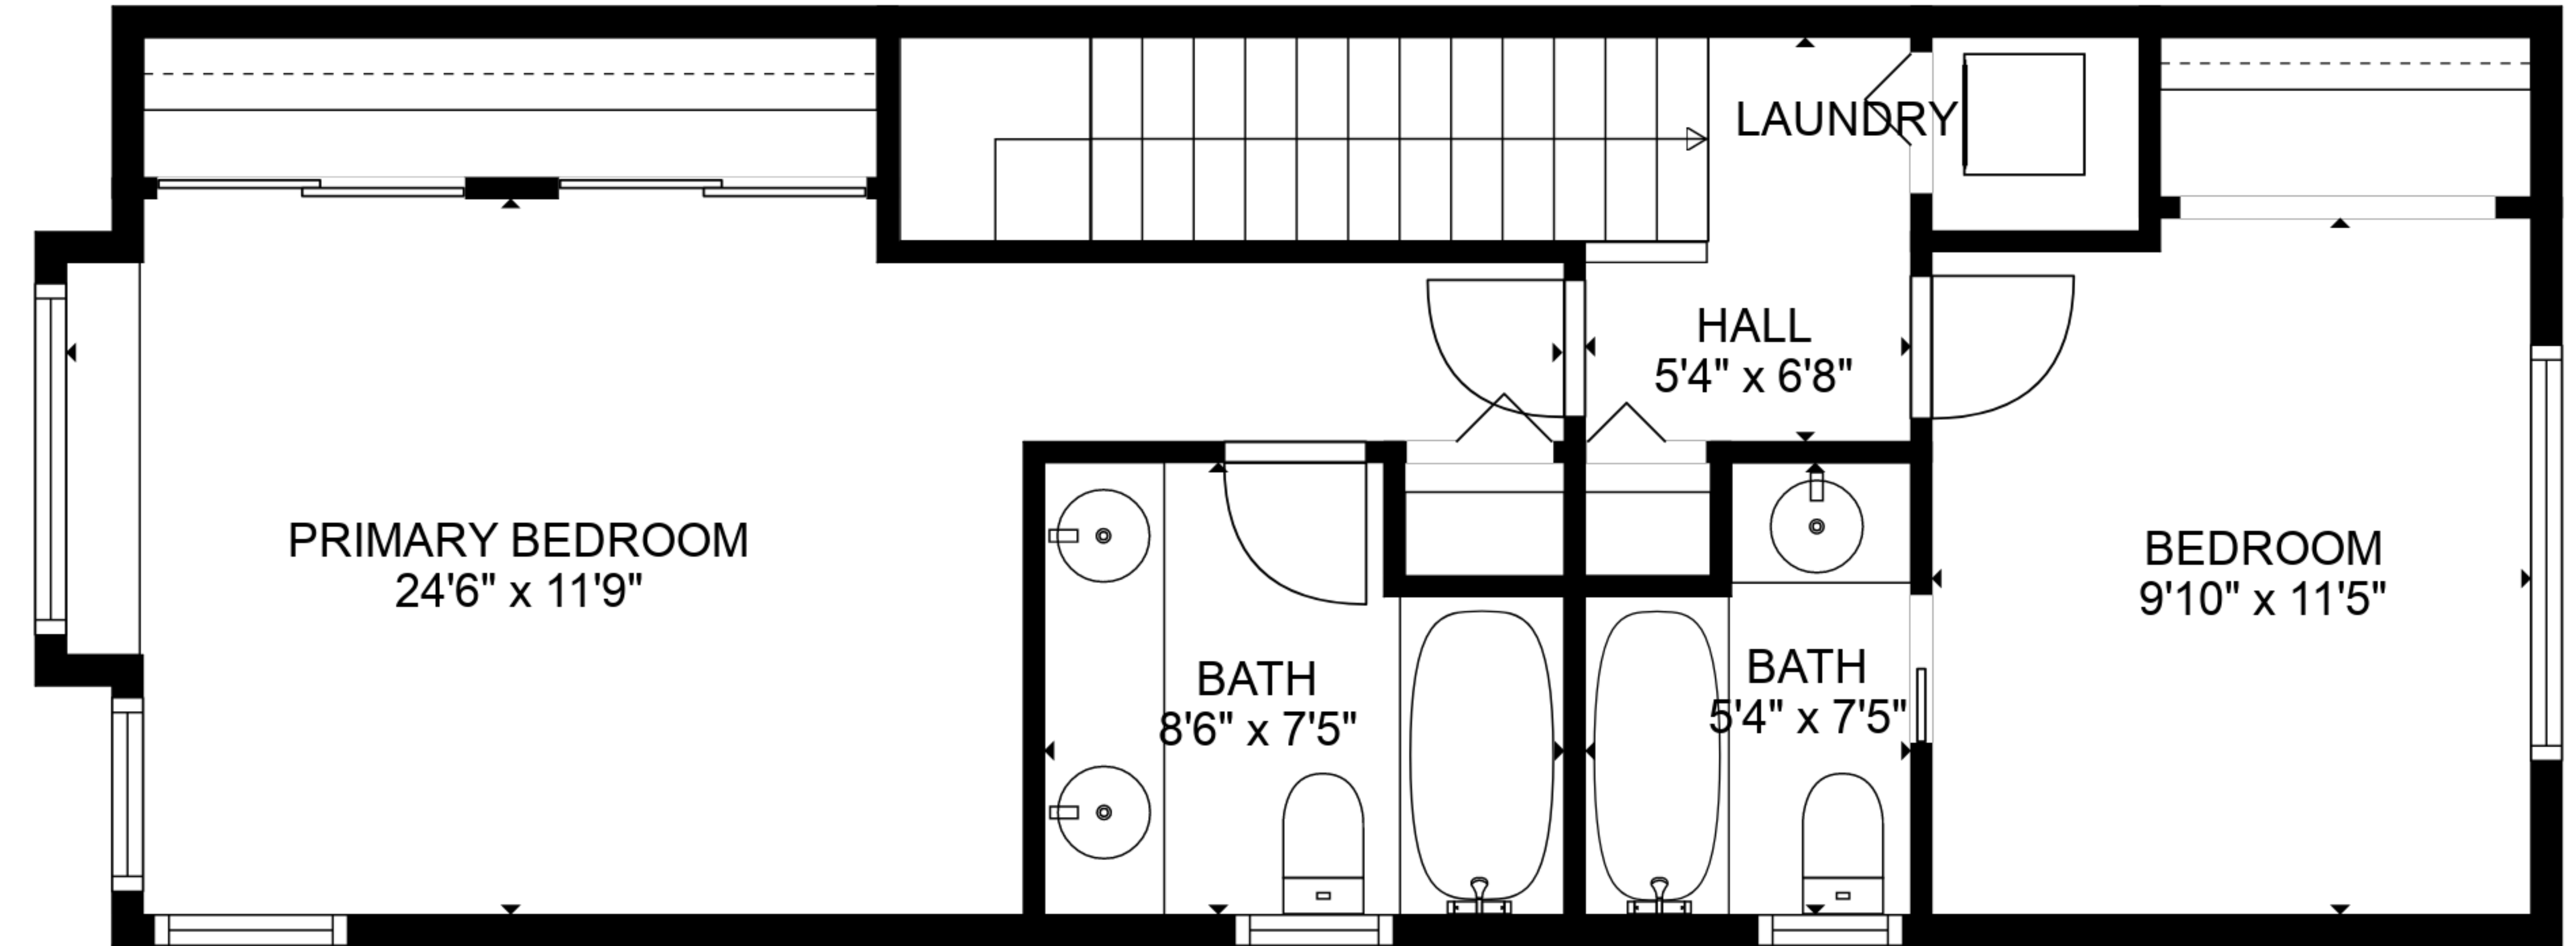 LAUNDRY
HALL
5'4" x 6'8"
PRIMARY BEDROOM
24'6" x 11'9"
BEDROOM
9'10" x 11'5"
BATH
8'6" x 7'5"
BATH
5'4" x 7'5"